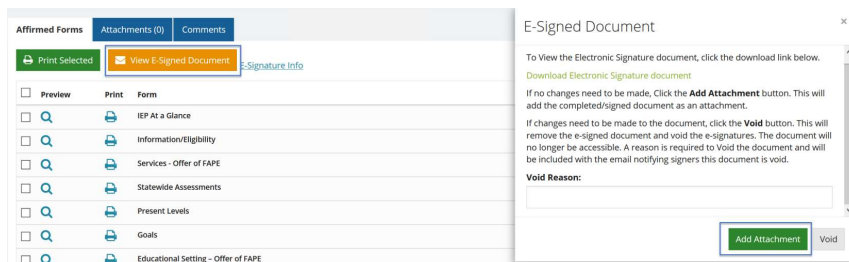 Affirmed Forms
Attachments (0)
Comments
Print Selected
View E-Signed Document
E-Signature Info
Preview Print Form
IEP At a Glance
Information/Eligibility
Services - Offer of FAPE
Statewide Assessments
Present Levels
Goals
Educational Setting – Offer of FAPE
E-Signed Document
×
To View the Electronic Signature document, click the download link below.
Download Electronic Signature document
If no changes need to be made, Click the Add Attachment button. This will
add the completed/signed document as an attachment.
If changes need to be made to the document, click the Void button. This will
remove the e-signed document and void the e-signatures. The document will
no longer be accessible. A reason is required to Void the document and will
be included with the email notifying signers this document is void.
Void Reason:
Add Attachment
Void